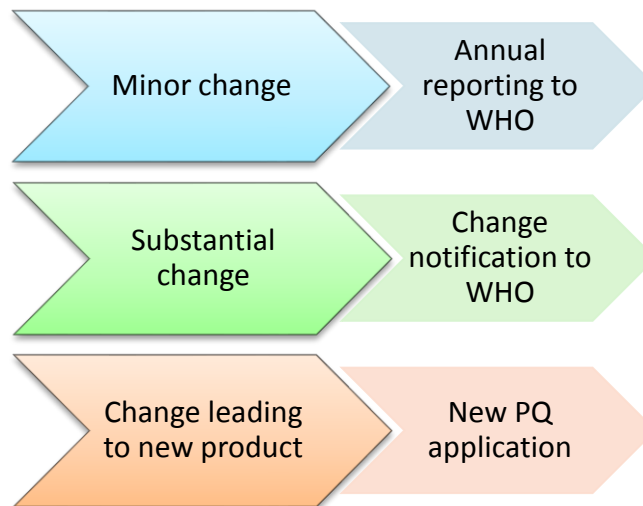 Minor change
Annual
reporting to
WHO
Substantial
change
Change
notification to
WHO
Change leading
to new product
New PQ
application